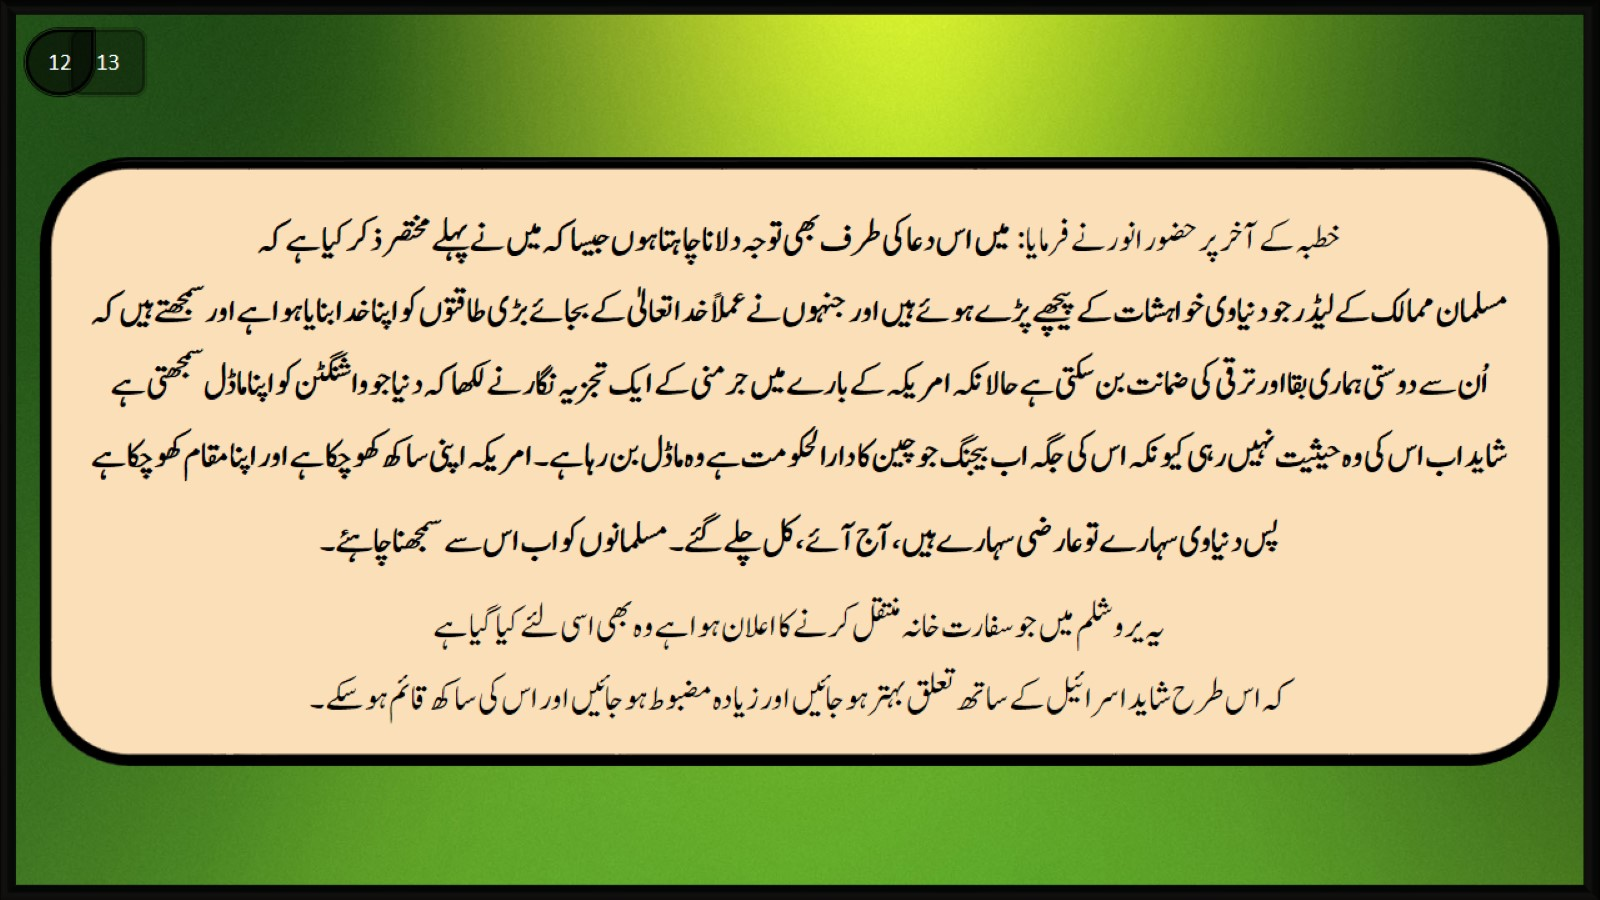 12 13
خطبہ کے آخر پر حضور انور نے فرمایا: میں اس دعا کی طرف بھی توجہ دلانا چاہتا ہوں جیسا کہ میں نے پہلے مختصر ذکر کیا ہے کہ
مسلمان ممالک کے لیڈر جو دنیاوی خواہشات کے پیچھے پڑے ہوئے ہیں اور جنہوں نے عملاً خدا تعالیٰ کے بجائے بڑی طاقتوں کو اپنا خدا بنایا ہوا ہے اور سمجھتے ہیں کہ
اُن سے دوستی ہماری بقا اور ترقی کی ضمانت بن سکتی ہے حالانکہ امریکہ کے بارے میں جرمنی کے ایک تجزیہ نگار نے لکھا کہ دنیا جو واشنگٹن کو اپنا ماڈل سمجھتی ہے
شاید اب اس کی وہ حیثیت نہیں رہی کیونکہ اس کی جگہ اب بیجنگ جو چین کا دارالحکومت ہے وہ ماڈل بن رہا ہے۔ امریکہ اپنی ساکھ کھو چکا ہے اور اپنا مقام کھو چکا ہے
پس دنیاوی سہارے تو عارضی سہارے ہیں، آج آئے، کل چلے گئے۔ مسلمانوں کو اب اس سے سمجھنا چاہئے۔
یہ یروشلم میں جو سفارت خانہ منتقل کرنے کا اعلان ہوا ہے وہ بھی اسی لئے کیا گیا ہے
کہ اس طرح شاید اسرائیل کے ساتھ تعلق بہتر ہو جائیں اور زیادہ مضبوط ہو جائیں اور اس کی ساکھ قائم ہو سکے۔